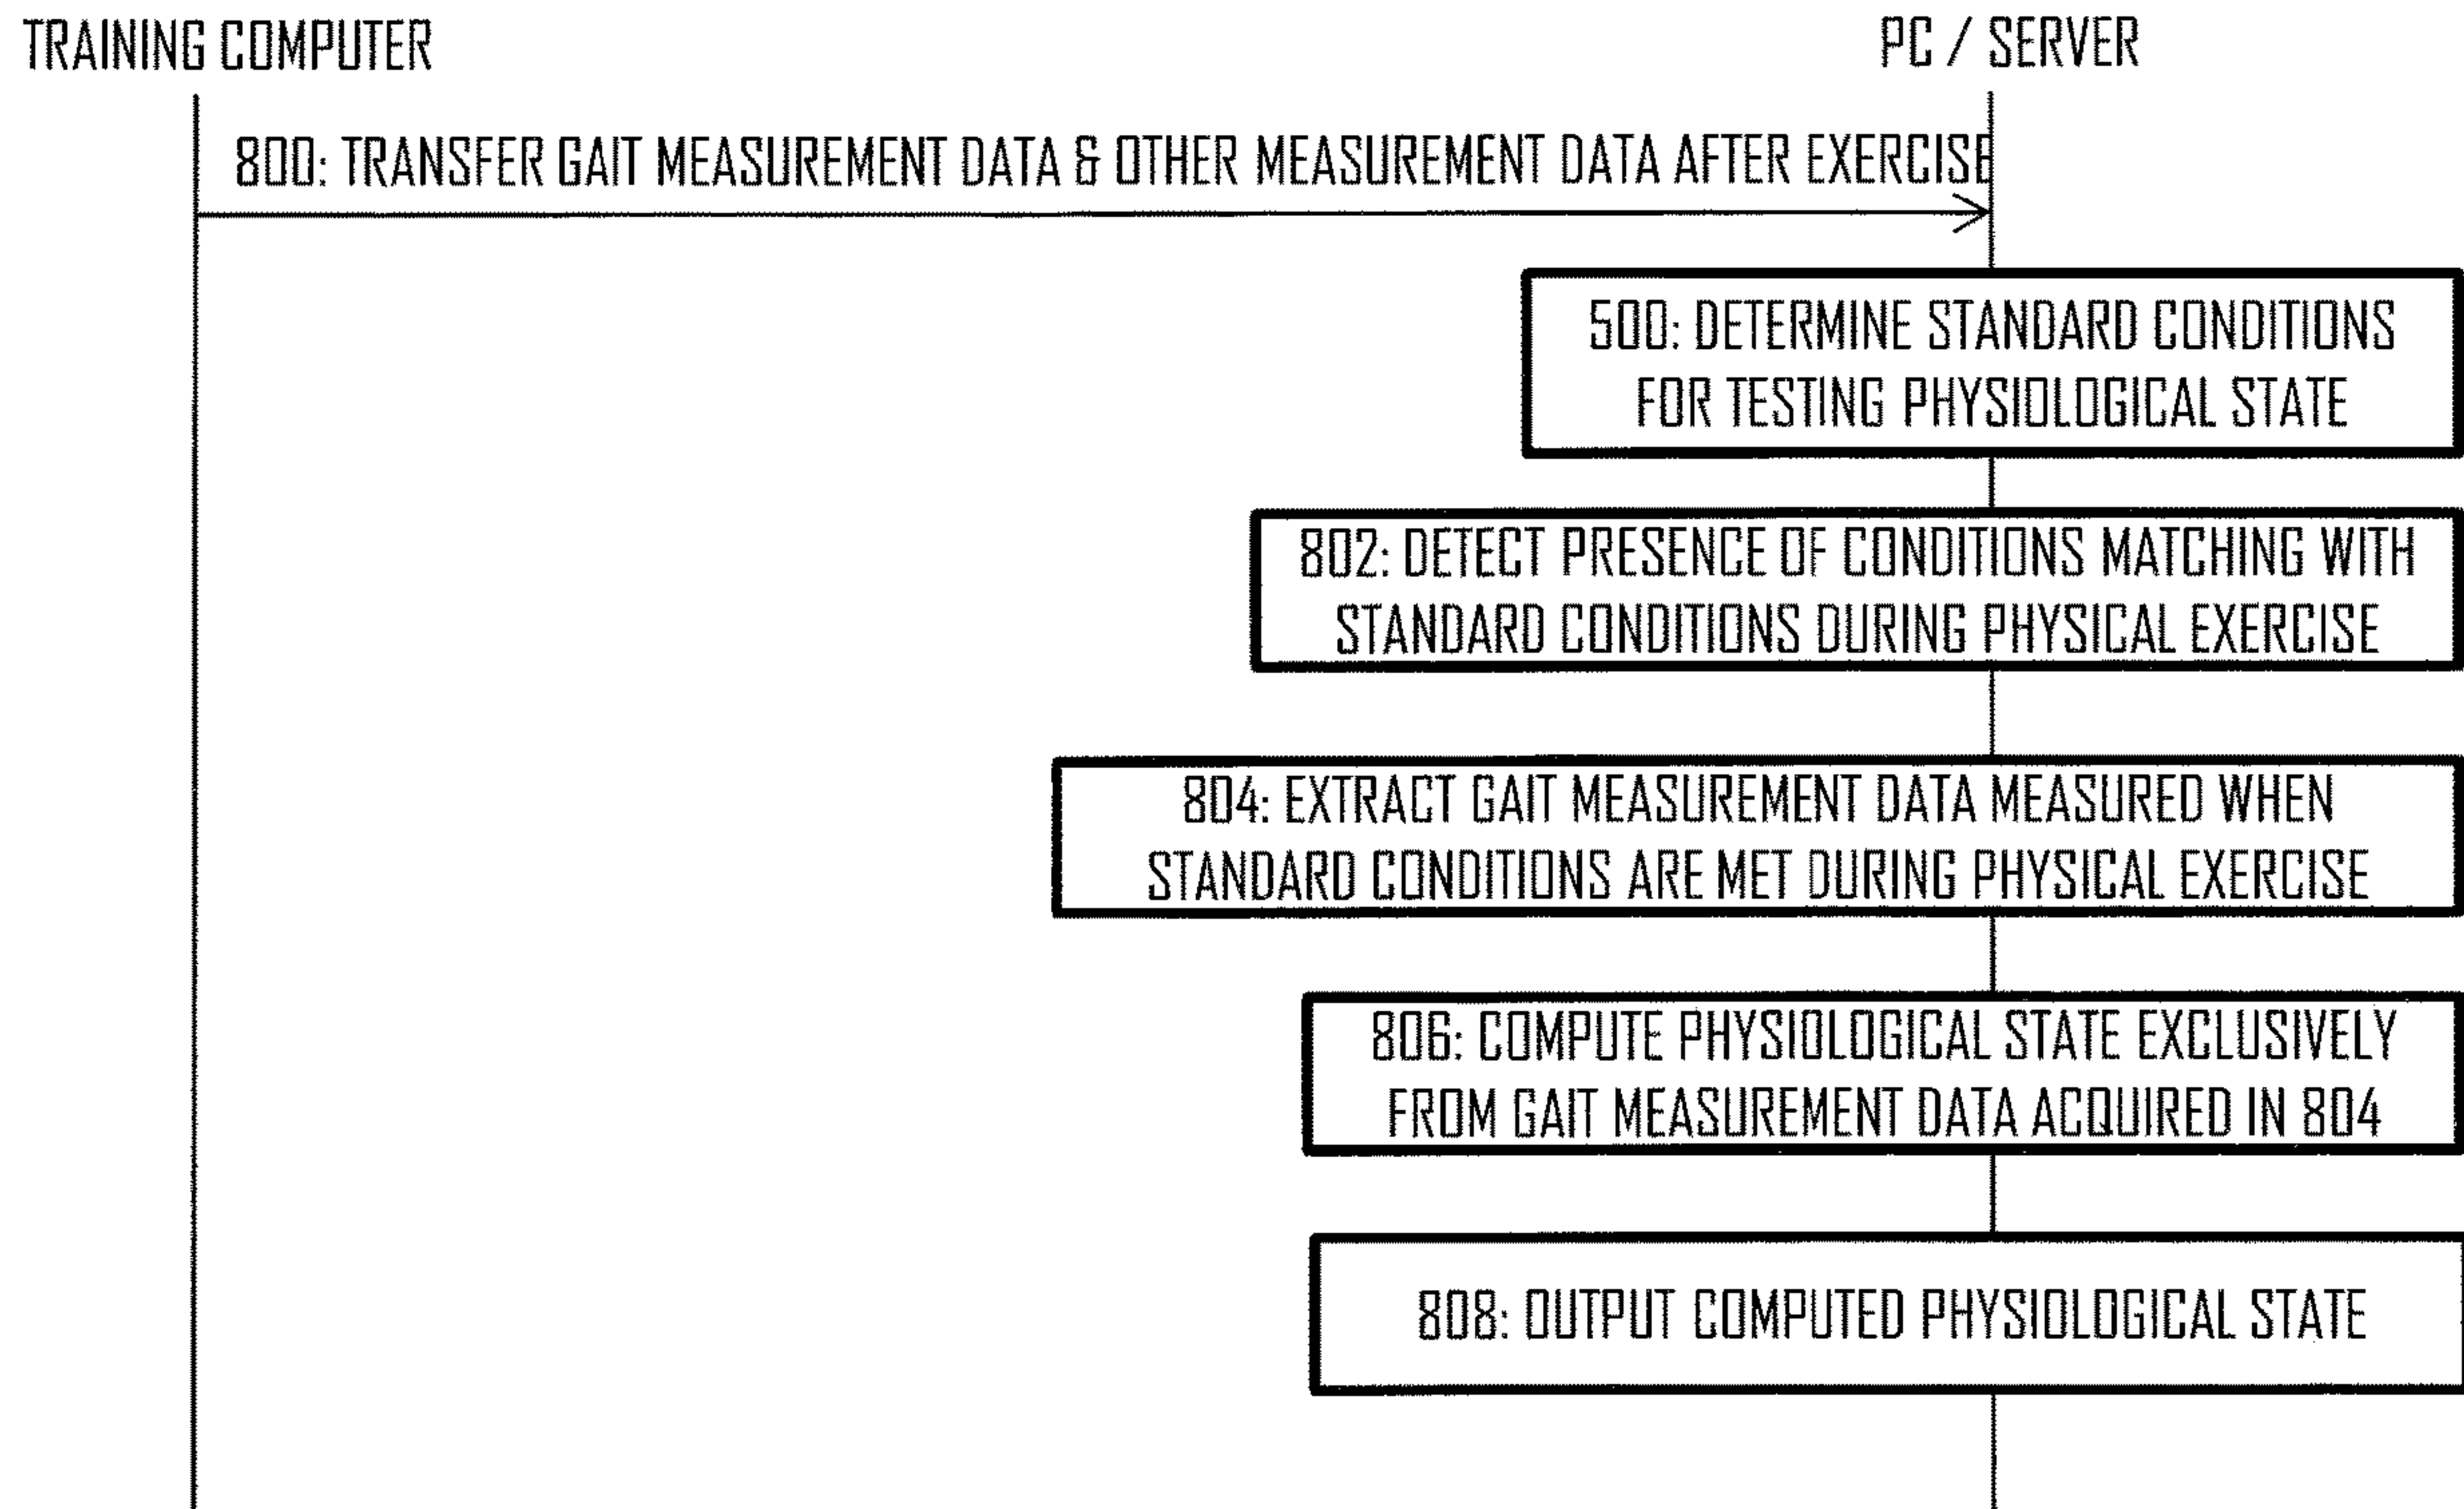 TRAINING COMPUTER
PC / SERVER
800: TRANSFER GAIT MEASUREMENT DATA & OTHER MEASUREMENT DATA AFTER EXERCISE
500: DETERMINE STANDARD CONDITIONS
FOR TESTING PHYSIOLOGICAL STATE
802: DETECT PRESENCE OF CONDITIONS MATCHING WITH
STANDARD CONDITIONS DURING PHYSICAL EXERCISE
804: EXTRACT GAIT MEASUREMENT DATA MEASURED WHEN
STANDARD CONDITIONS ARE MET DURING PHYSICAL EXERCISE
806: COMPUTE PHYSIOLOGICAL STATE EXCLUSIVELY
FROM GAIT MEASUREMENT DATA ACQUIRED IN 804
808: OUTPUT COMPUTED PHYSIOLOGICAL STATE